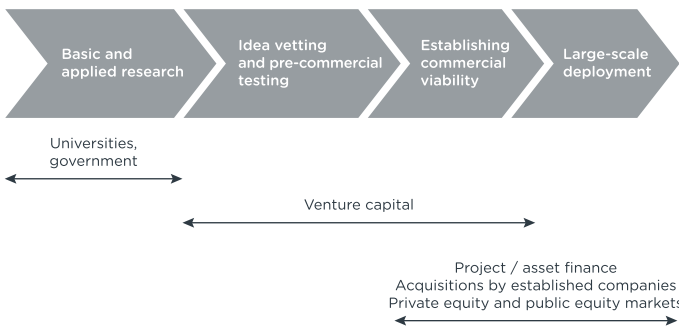 Basic and
applied research
Idea vetting
and pre-commercial
testing
Establishing
commercial
viability
Large-scale
deployment
Universities,
government
Venture capital
Project / asset finance
Acquisitions by established companies
Private equity and public equity markets